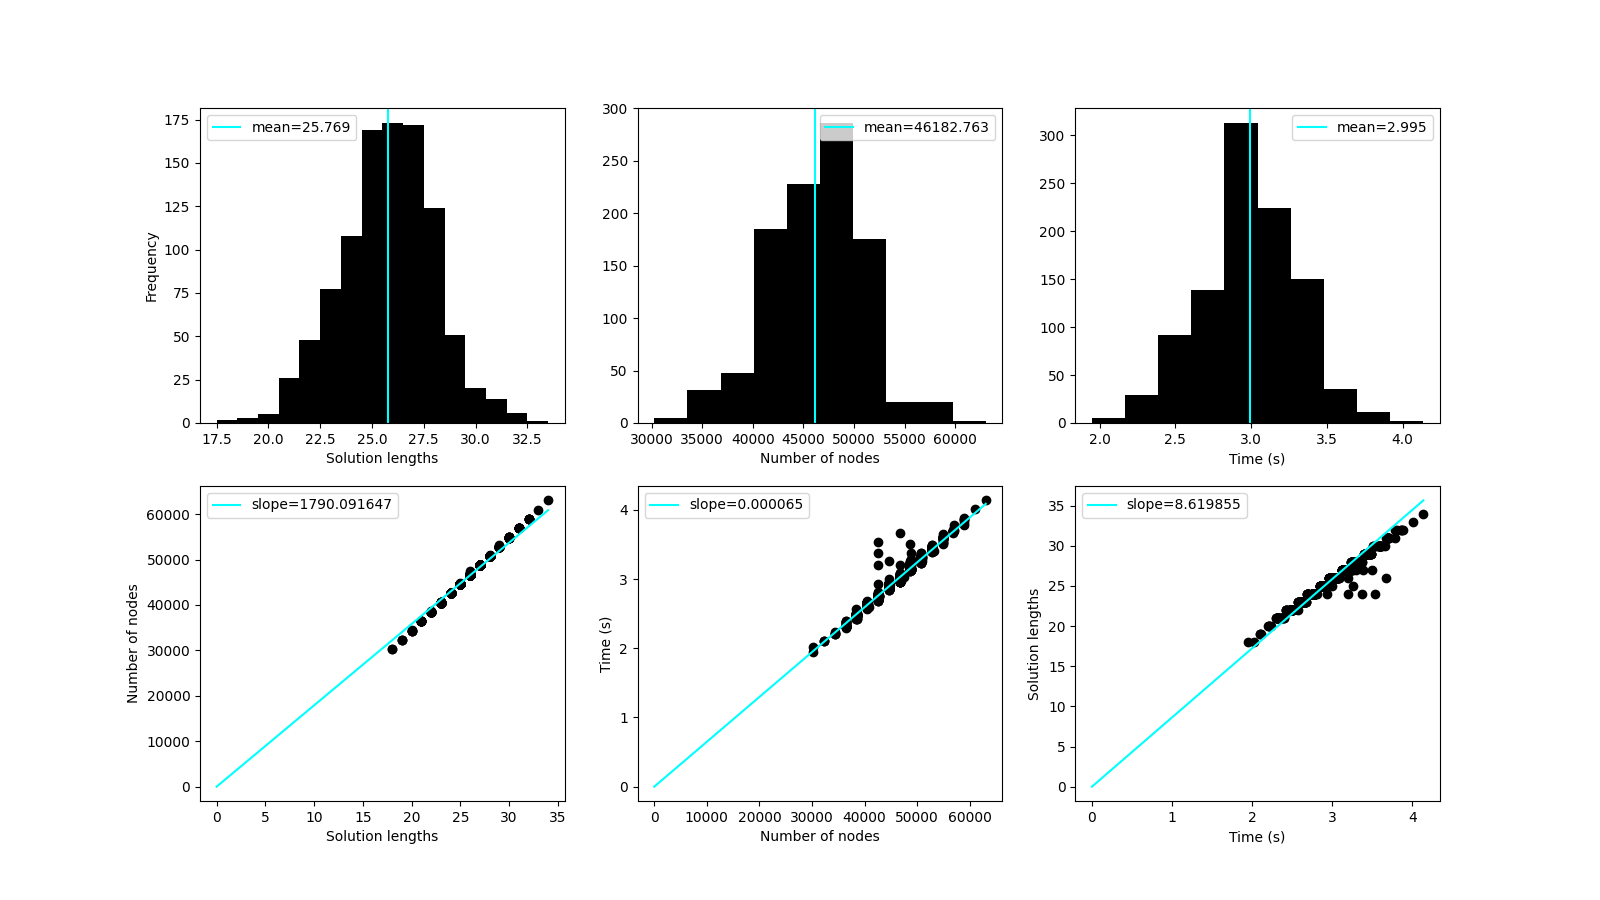 mean=25.769
175
150
125
100
75
50
25
0
Frequency
17.5 20.0 22.5 25.0 27.5 30.0 32.5
Solution lengths
mean=46182.763
300
250
200
150
100
50
0
30000 35000 40000 45000 50000 55000 60000
Number of nodes
mean=2.995
300
250
200
150
100
50
0
2.0 2.5 3.0 3.5 4.0
Time (s)
slope=1790.091647
60000
50000
40000
30000
20000
10000
0
Number of nodes
0 5 10 15 20 25 30 35
Solution lengths
slope=0.000065
4
3
2
1
0
Time (s)
0 10000 20000 30000 40000 50000 60000
Number of nodes
slope=8.619855
35
30
25
20
15
10
5
0
Solution lengths
0 1 2 3 4
Time (s)